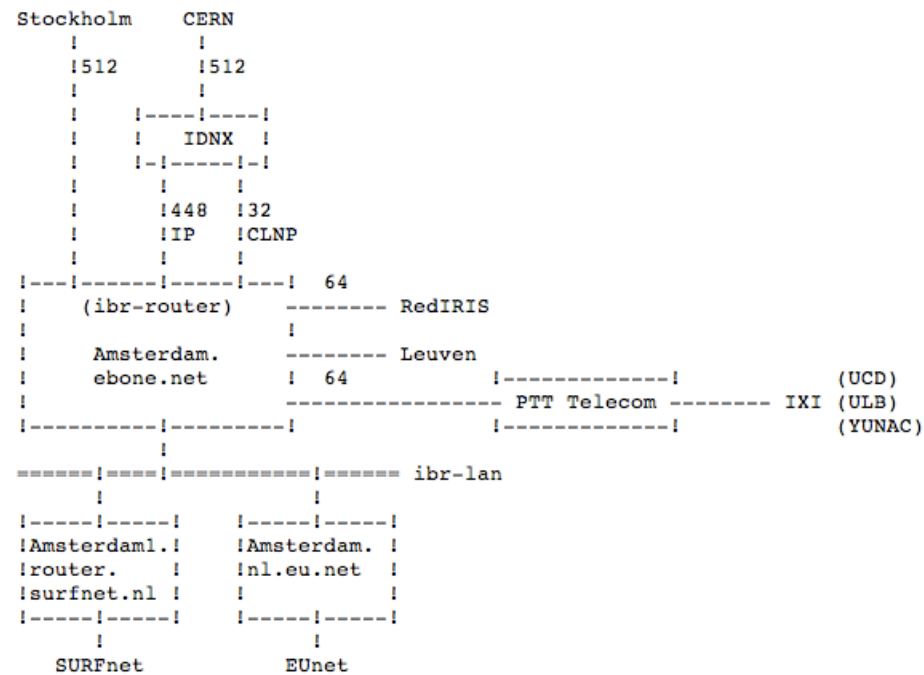 Stockholm CERN
512 512
IDNX
448 32
IP CLNP
64
(ibr-router) RedIRIS
Amsterdam. Leuven
ebone.net 64 (UCD)
PTT Telecom IXI (ULB)
(YUNAC)
ibr-lan
Amsterdam1. Amsterdam.
router. nl.eu.net
surfnet.nl
SURFnet EUnet